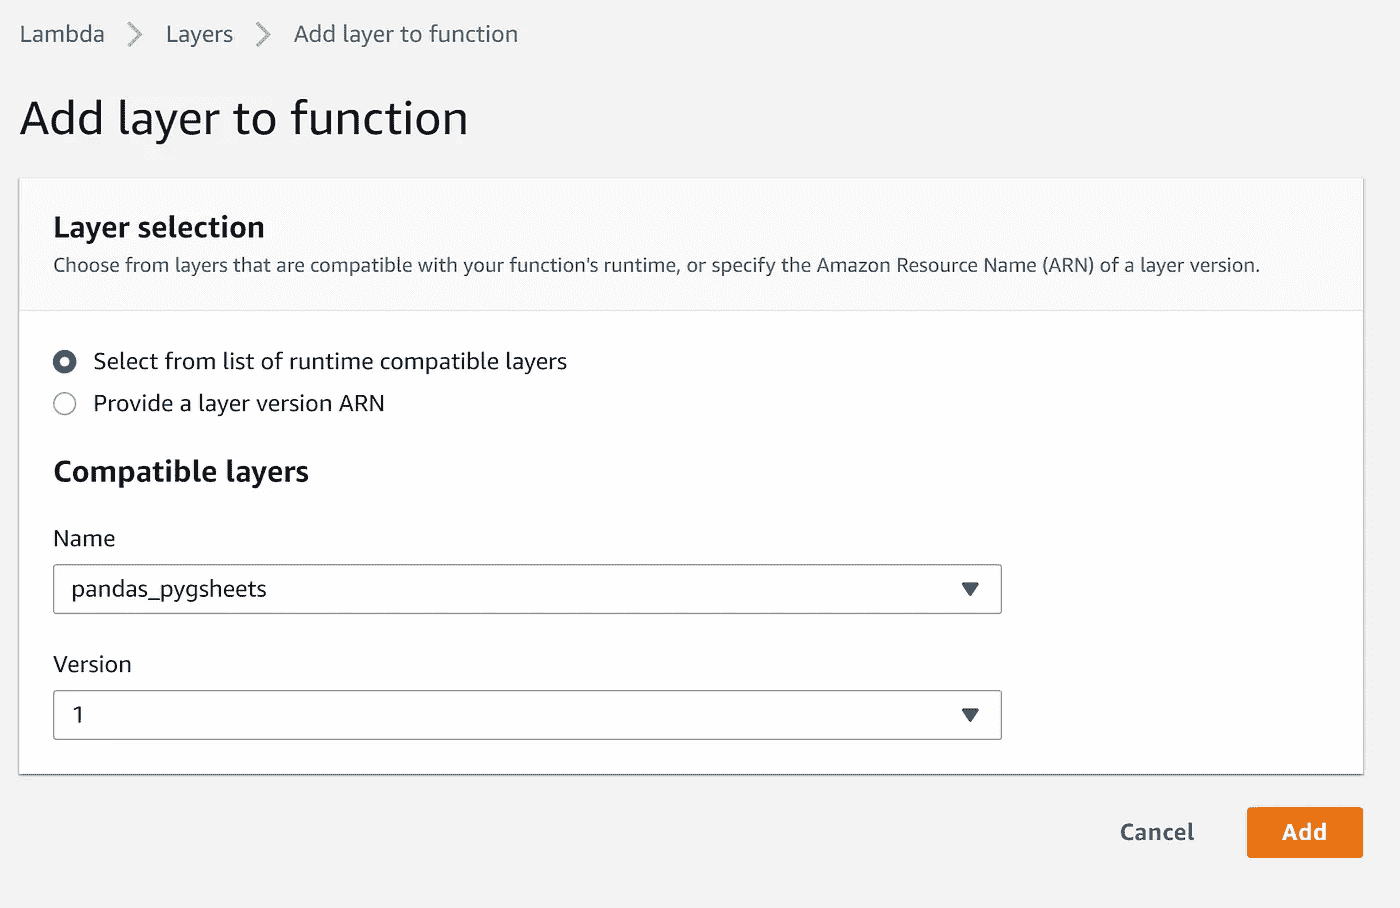 Lambda > Layers > Add layer to function
Add layer to function
Layer selection
Choose from layers that are compatible with your function's runtime, or specify the Amazon Resource Name (ARN) of a layer version.
Select from list of runtime compatible layers
Provide a layer version ARN
Compatible layers
Name
pandas_pygsheets
Version
1
Cancel Add